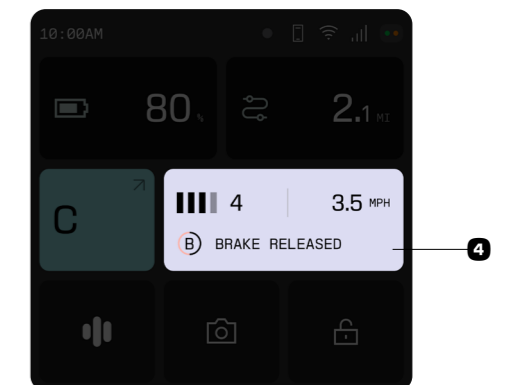 10:00AM
80 %
2.1 MI
C
4 3.5 MPH
B BRAKE RELEASED
4